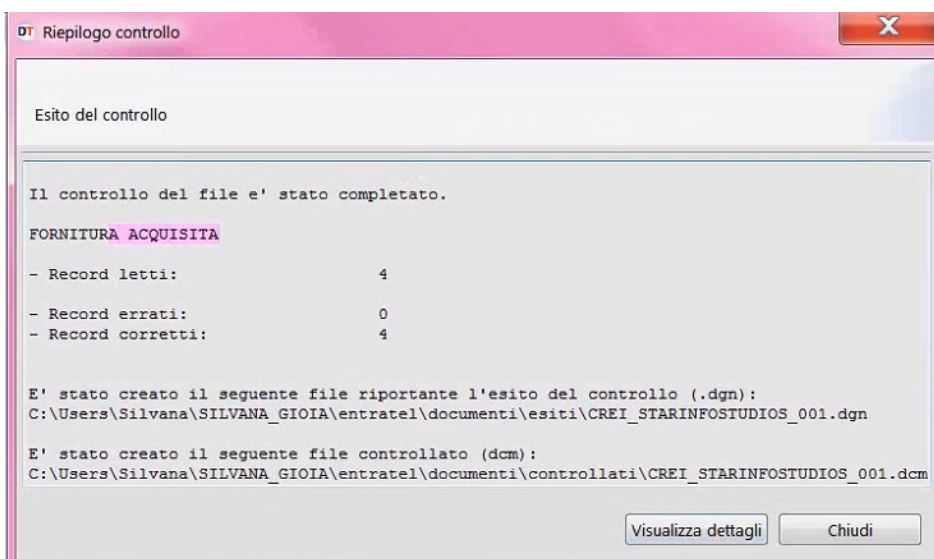 DT Riepilogo controllo
X
Esito del controllo
Il controllo del file e' stato completato.
FORNITURA ACQUISITA
- Record letti: 4
- Record errati: 0
- Record corretti: 4
E' stato creato il seguente file riportante l'esito del controllo (.dgn):
C:\Users\Silvana\SILVANA_GIOIA\entratel\documenti\esiti\CREI_STARINFOSTUDIOS_001.dgn
E' stato creato il seguente file controllato (dcm):
C:\Users\Silvana\SILVANA_GIOIA\entratel\documenti\controllati\CREI_STARINFOSTUDIOS_001.dcm
Visualizza dettagli Chiudi